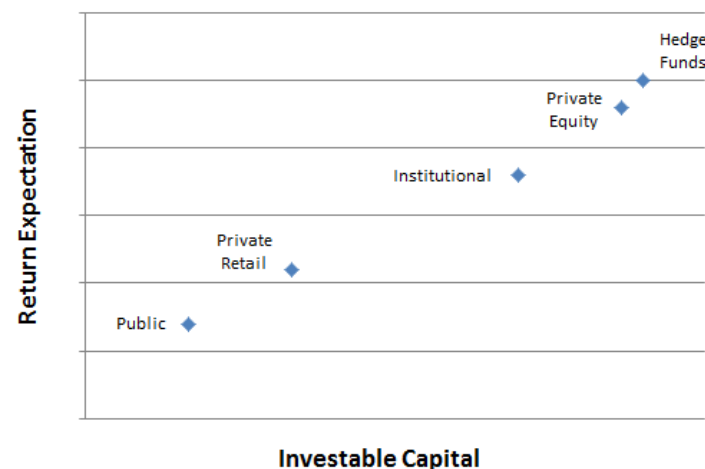 Hedge
Funds
Private
Equity
Institutional
Private
Retail
Public
Return Expectation
Investable Capital